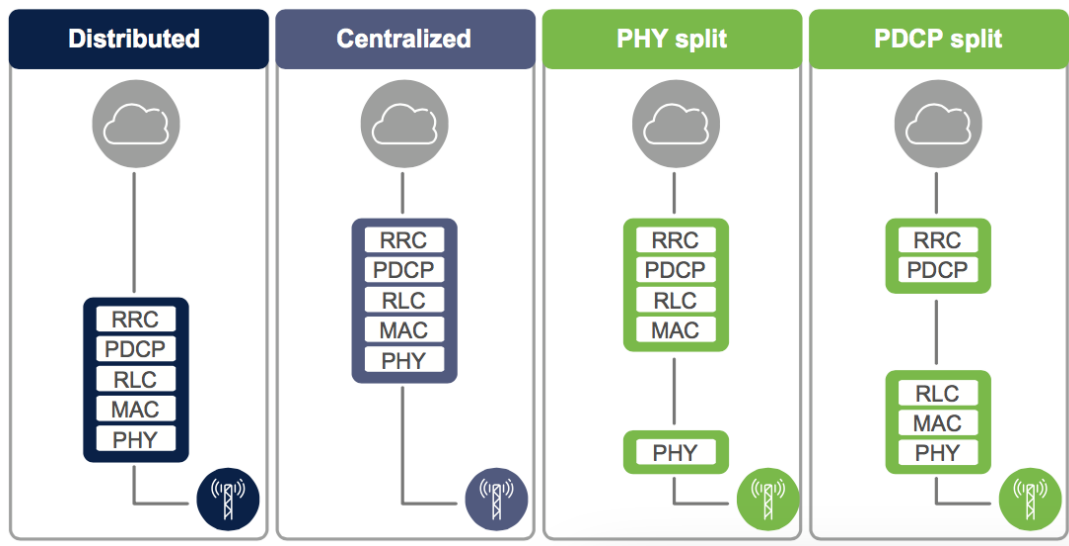 Distributed
RRC
PDCP
RLC
MAC
PHY
Centralized
RRC
PDCP
RLC
MAC
PHY
PHY split
RRC
PDCP
RLC
MAC
PHY
PDCP split
RRC
PDCP
RLC
MAC
PHY